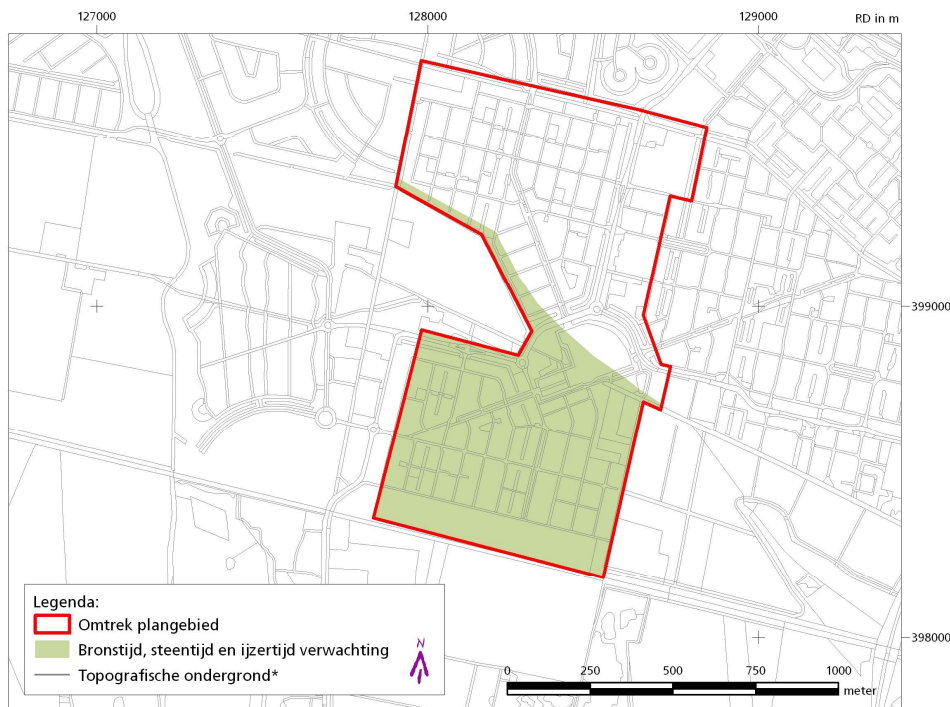 127000 128000 129000 RD in m
399000
398000
Legenda:
Omtrek plangebied
Bronstijd, steentijd en ijzertijd verwachting
Topografische ondergrond*
N
0 250 500 750 1000
meter